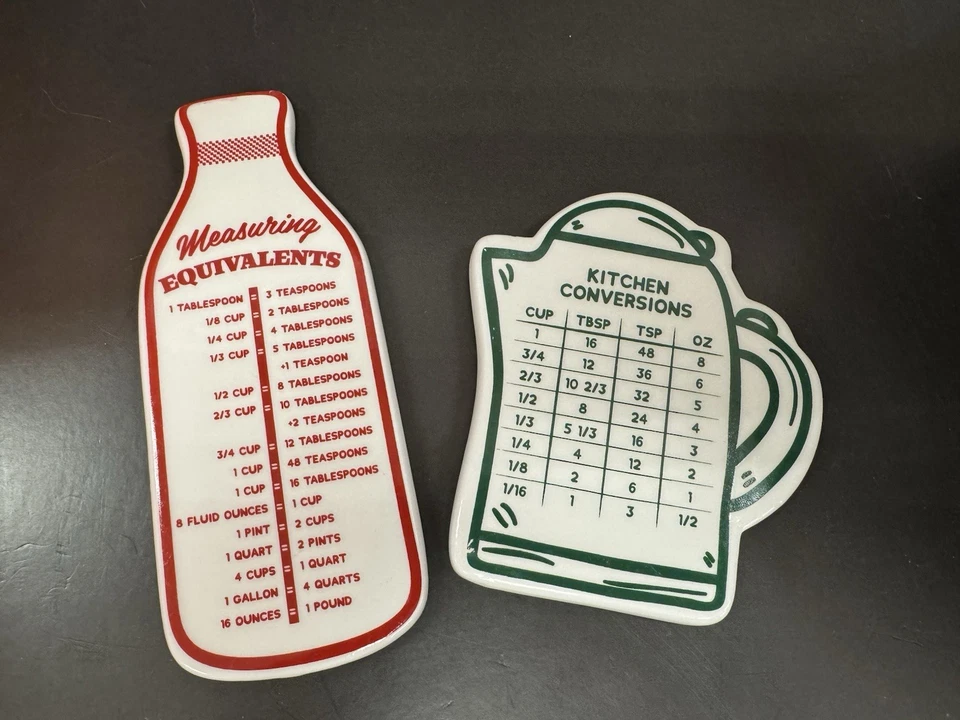 Measuring
EQUIVALENTS
1 TABLESPOON = 3 TEASPOONS
1/8 CUP = 2 TABLESPOONS
1/4 CUP = 4 TABLESPOONS
1/3 CUP = 5 TABLESPOONS
+1 TEASPOON
1/2 CUP = 8 TABLESPOONS
2/3 CUP = 10 TABLESPOONS
+2 TEASPOONS
3/4 CUP = 12 TABLESPOONS
1 CUP = 48 TEASPOONS
1 CUP = 16 TABLESPOONS
8 FLUID OUNCES = 1 CUP
1 PINT = 2 CUPS
1 QUART = 2 PINTS
4 CUPS = 1 QUART
1 GALLON = 4 QUARTS
16 OUNCES = 1 POUND
KITCHEN
CONVERSIONS
CUP TBSP TSP OZ
1 16 48 8
3/4 12 36 6
2/3 10 2/3 32 5
1/2 8 24 4
1/3 5 1/3 16 3
1/4 4 12 2
1/8 2 6 1
1/16 1 3 1/2